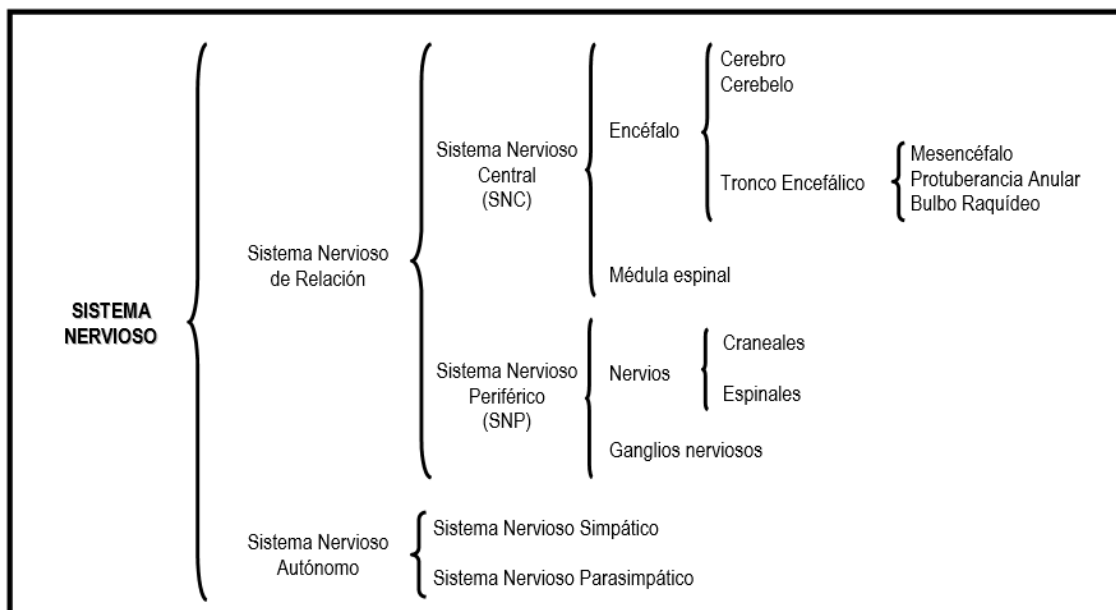 SISTEMA
NERVIOSO
Sistema Nervioso
de Relación
Sistema Nervioso
Central
(SNC)
Encéfalo
Cerebro
Cerebelo
Tronco Encefálico
Mesencéfalo
Protuberancia Anular
Bulbo Raquídeo
Médula espinal
Sistema Nervioso
Periférico
(SNP)
Nervios
Craneales
Espinales
Ganglios nerviosos
Sistema Nervioso
Autónomo
Sistema Nervioso Simpático
Sistema Nervioso Parasimpático